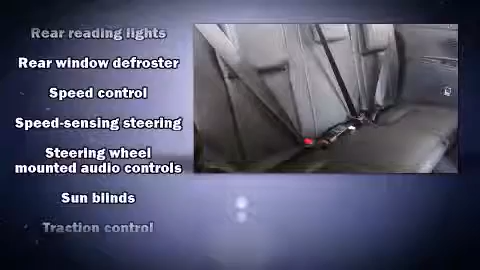 Rear reading lights
Rear window defroster
Speed control
Speed-sensing steering
Steering wheel
mounted audio controls
Sun blinds
Traction control